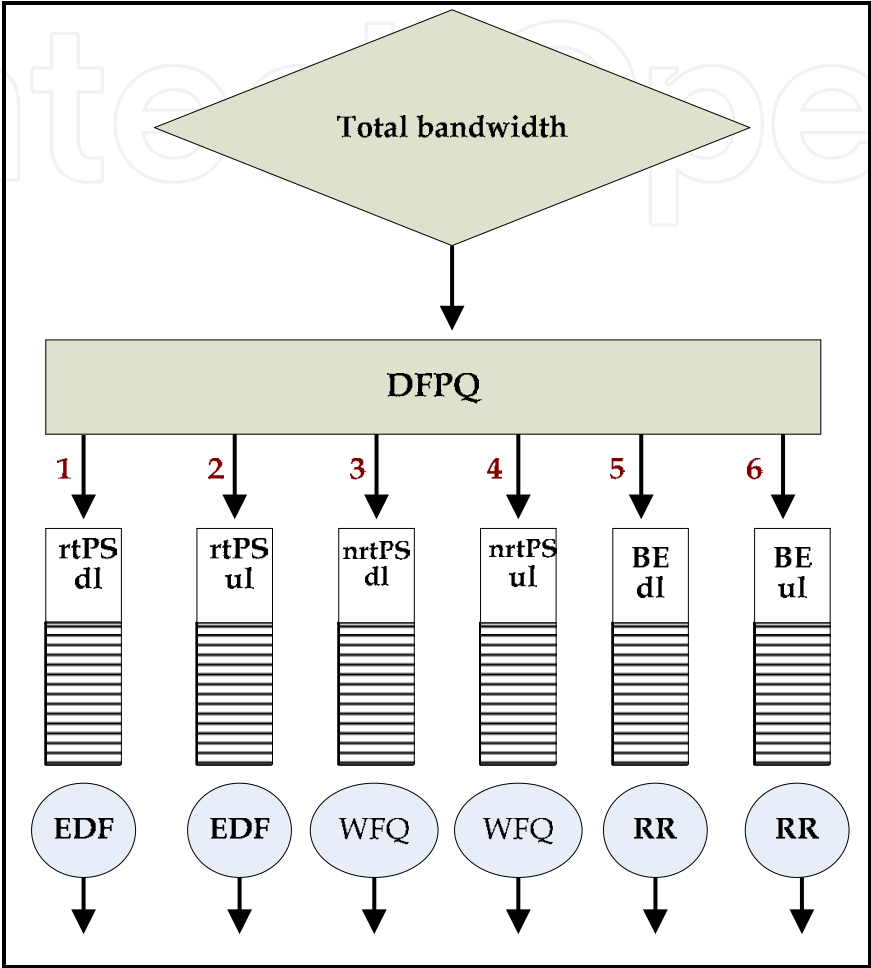 Total bandwidth
DFPQ
1 2 3 4 5 6
rtPS rtPS nrtPS nrtPS BE BE
dl ul dl ul dl ul
EDF EDF WFQ WFQ RR RR